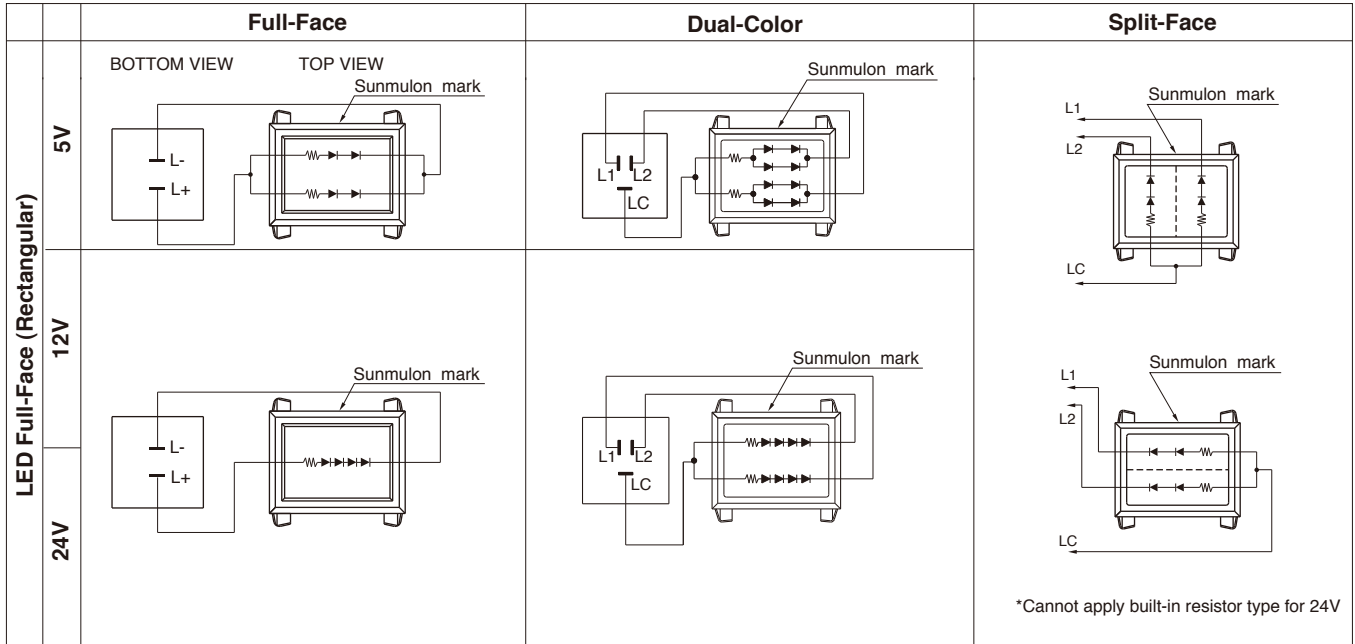 Full-Face
Dual-Color
Split-Face
LED Full-Face (Rectangular)
5V
BOTTOM VIEW
TOP VIEW
Sunmulon mark
L-
L+
Sunmulon mark
L1
L2
LC
Sunmulon mark
L1
L2
LC
12V
24V
Sunmulon mark
L-
L+
Sunmulon mark
L1
L2
LC
Sunmulon mark
L1
L2
LC
*Cannot apply built-in resistor type for 24V